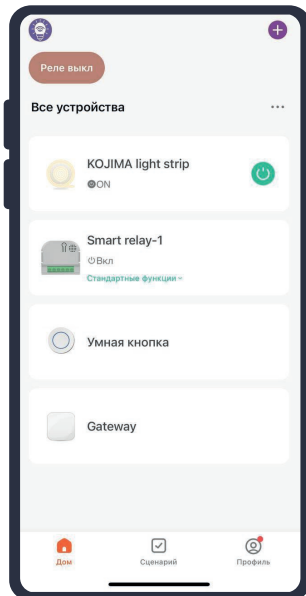 Реле выкл
Все устройства
KOJIMA light strip
ON
Smart relay-1
Вкл
Стандартные функции
Умная кнопка
Gateway
Дом
Сценарий
Профиль